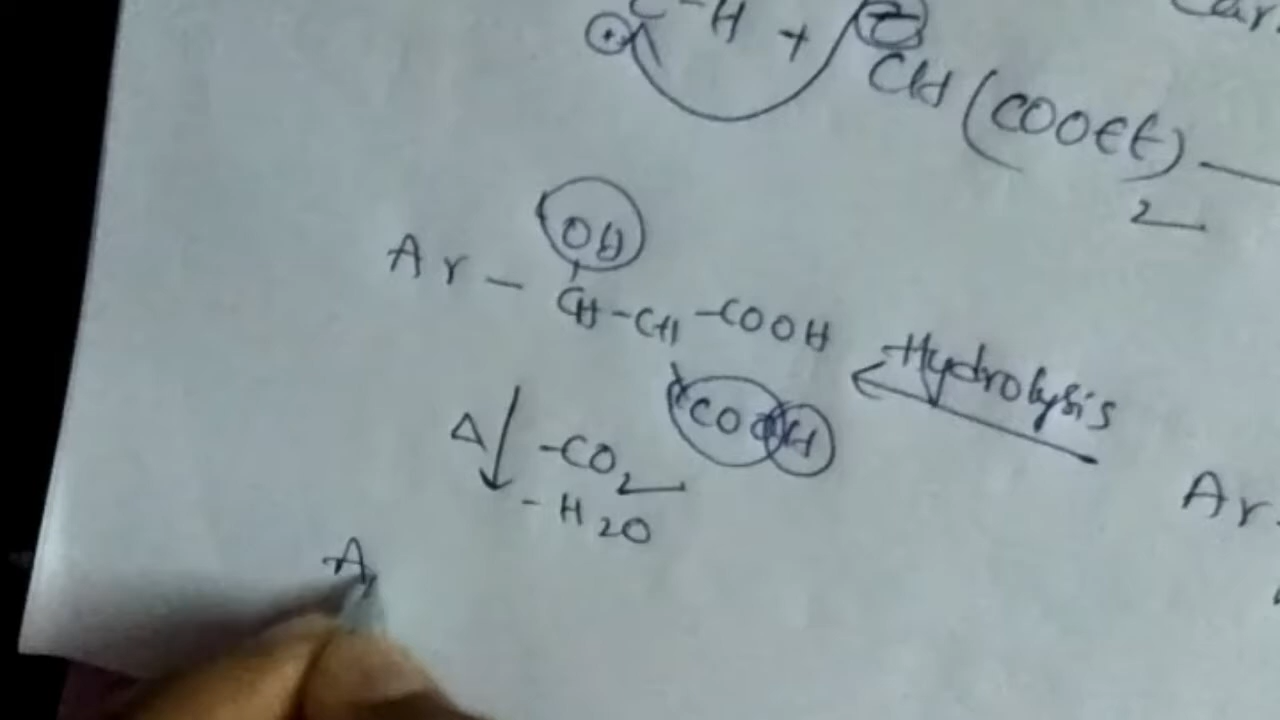 C-H + CH(COOEt)2
OH
Ar-CH-CH-COOH
COOH
Hydrolysis
Δ -CO2
-H2O
Ar
A